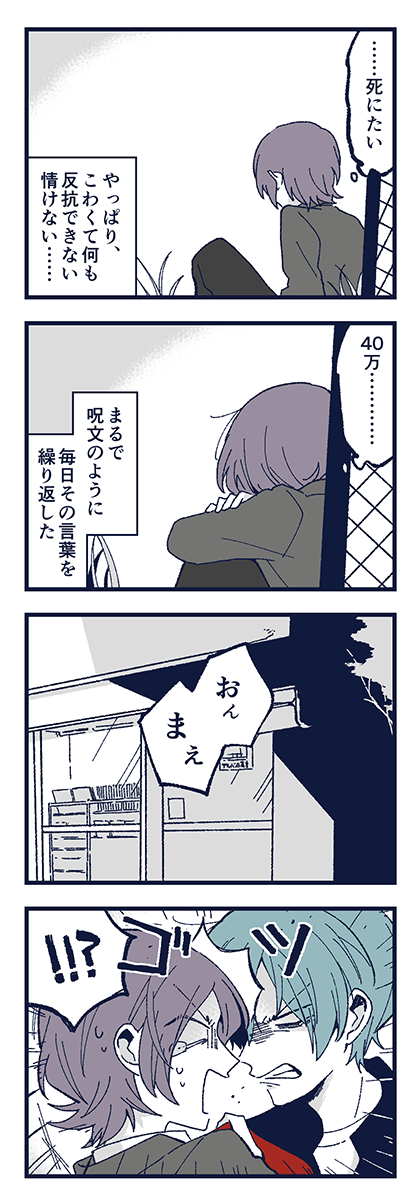 ……死にたい
やっぱり、
こわくて何も
反抗できない
情けない……
40万…………
まるで
呪文のように
毎日その言葉を
繰り返した
おん
まえ
ゴッ
!!?